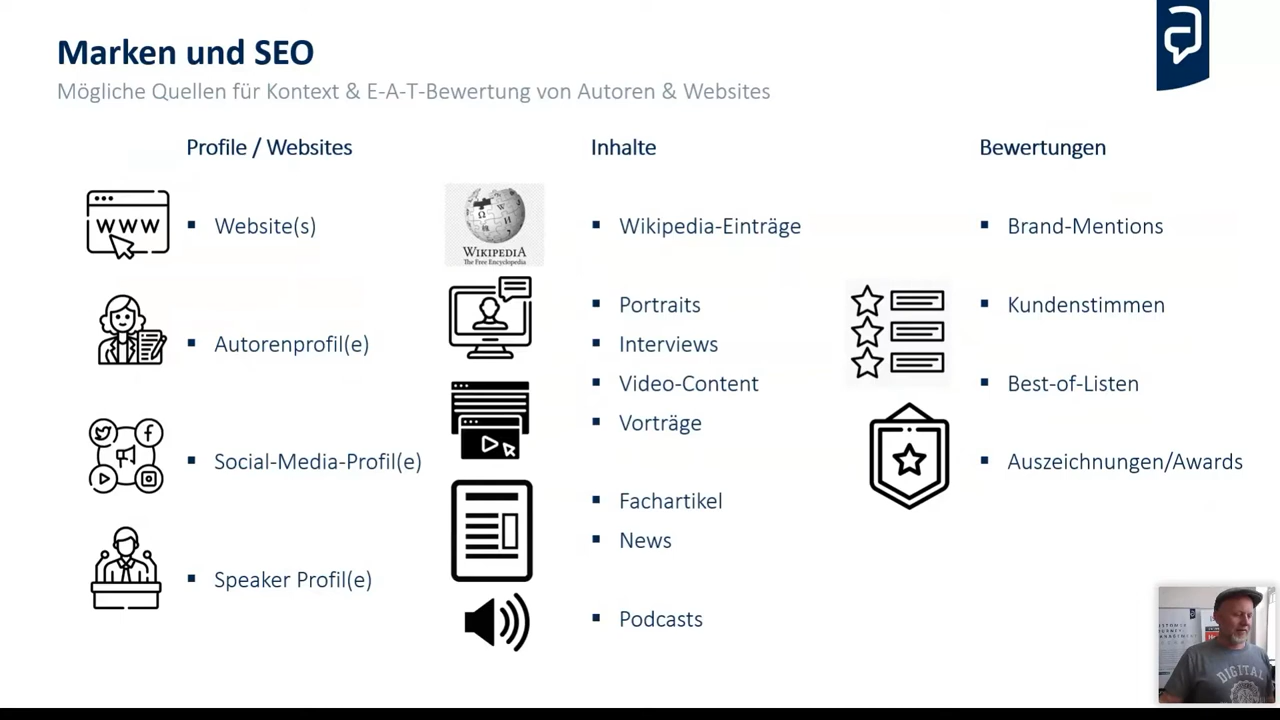 Marken und SEO
Mögliche Quellen für Kontext & E-A-T-Bewertung von Autoren & Websites
Profile / Websites
Website(s)
Autorenprofil(e)
Social-Media-Profil(e)
Speaker Profil(e)
Inhalte
Wikipedia-Einträge
Portraits
Interviews
Video-Content
Vorträge
Fachartikel
News
Podcasts
Bewertungen
Brand-Mentions
Kundenstimmen
Best-of-Listen
Auszeichnungen/Awards
WWW
WIKIPEDIA
The Free Encyclopedia
DIGITAL